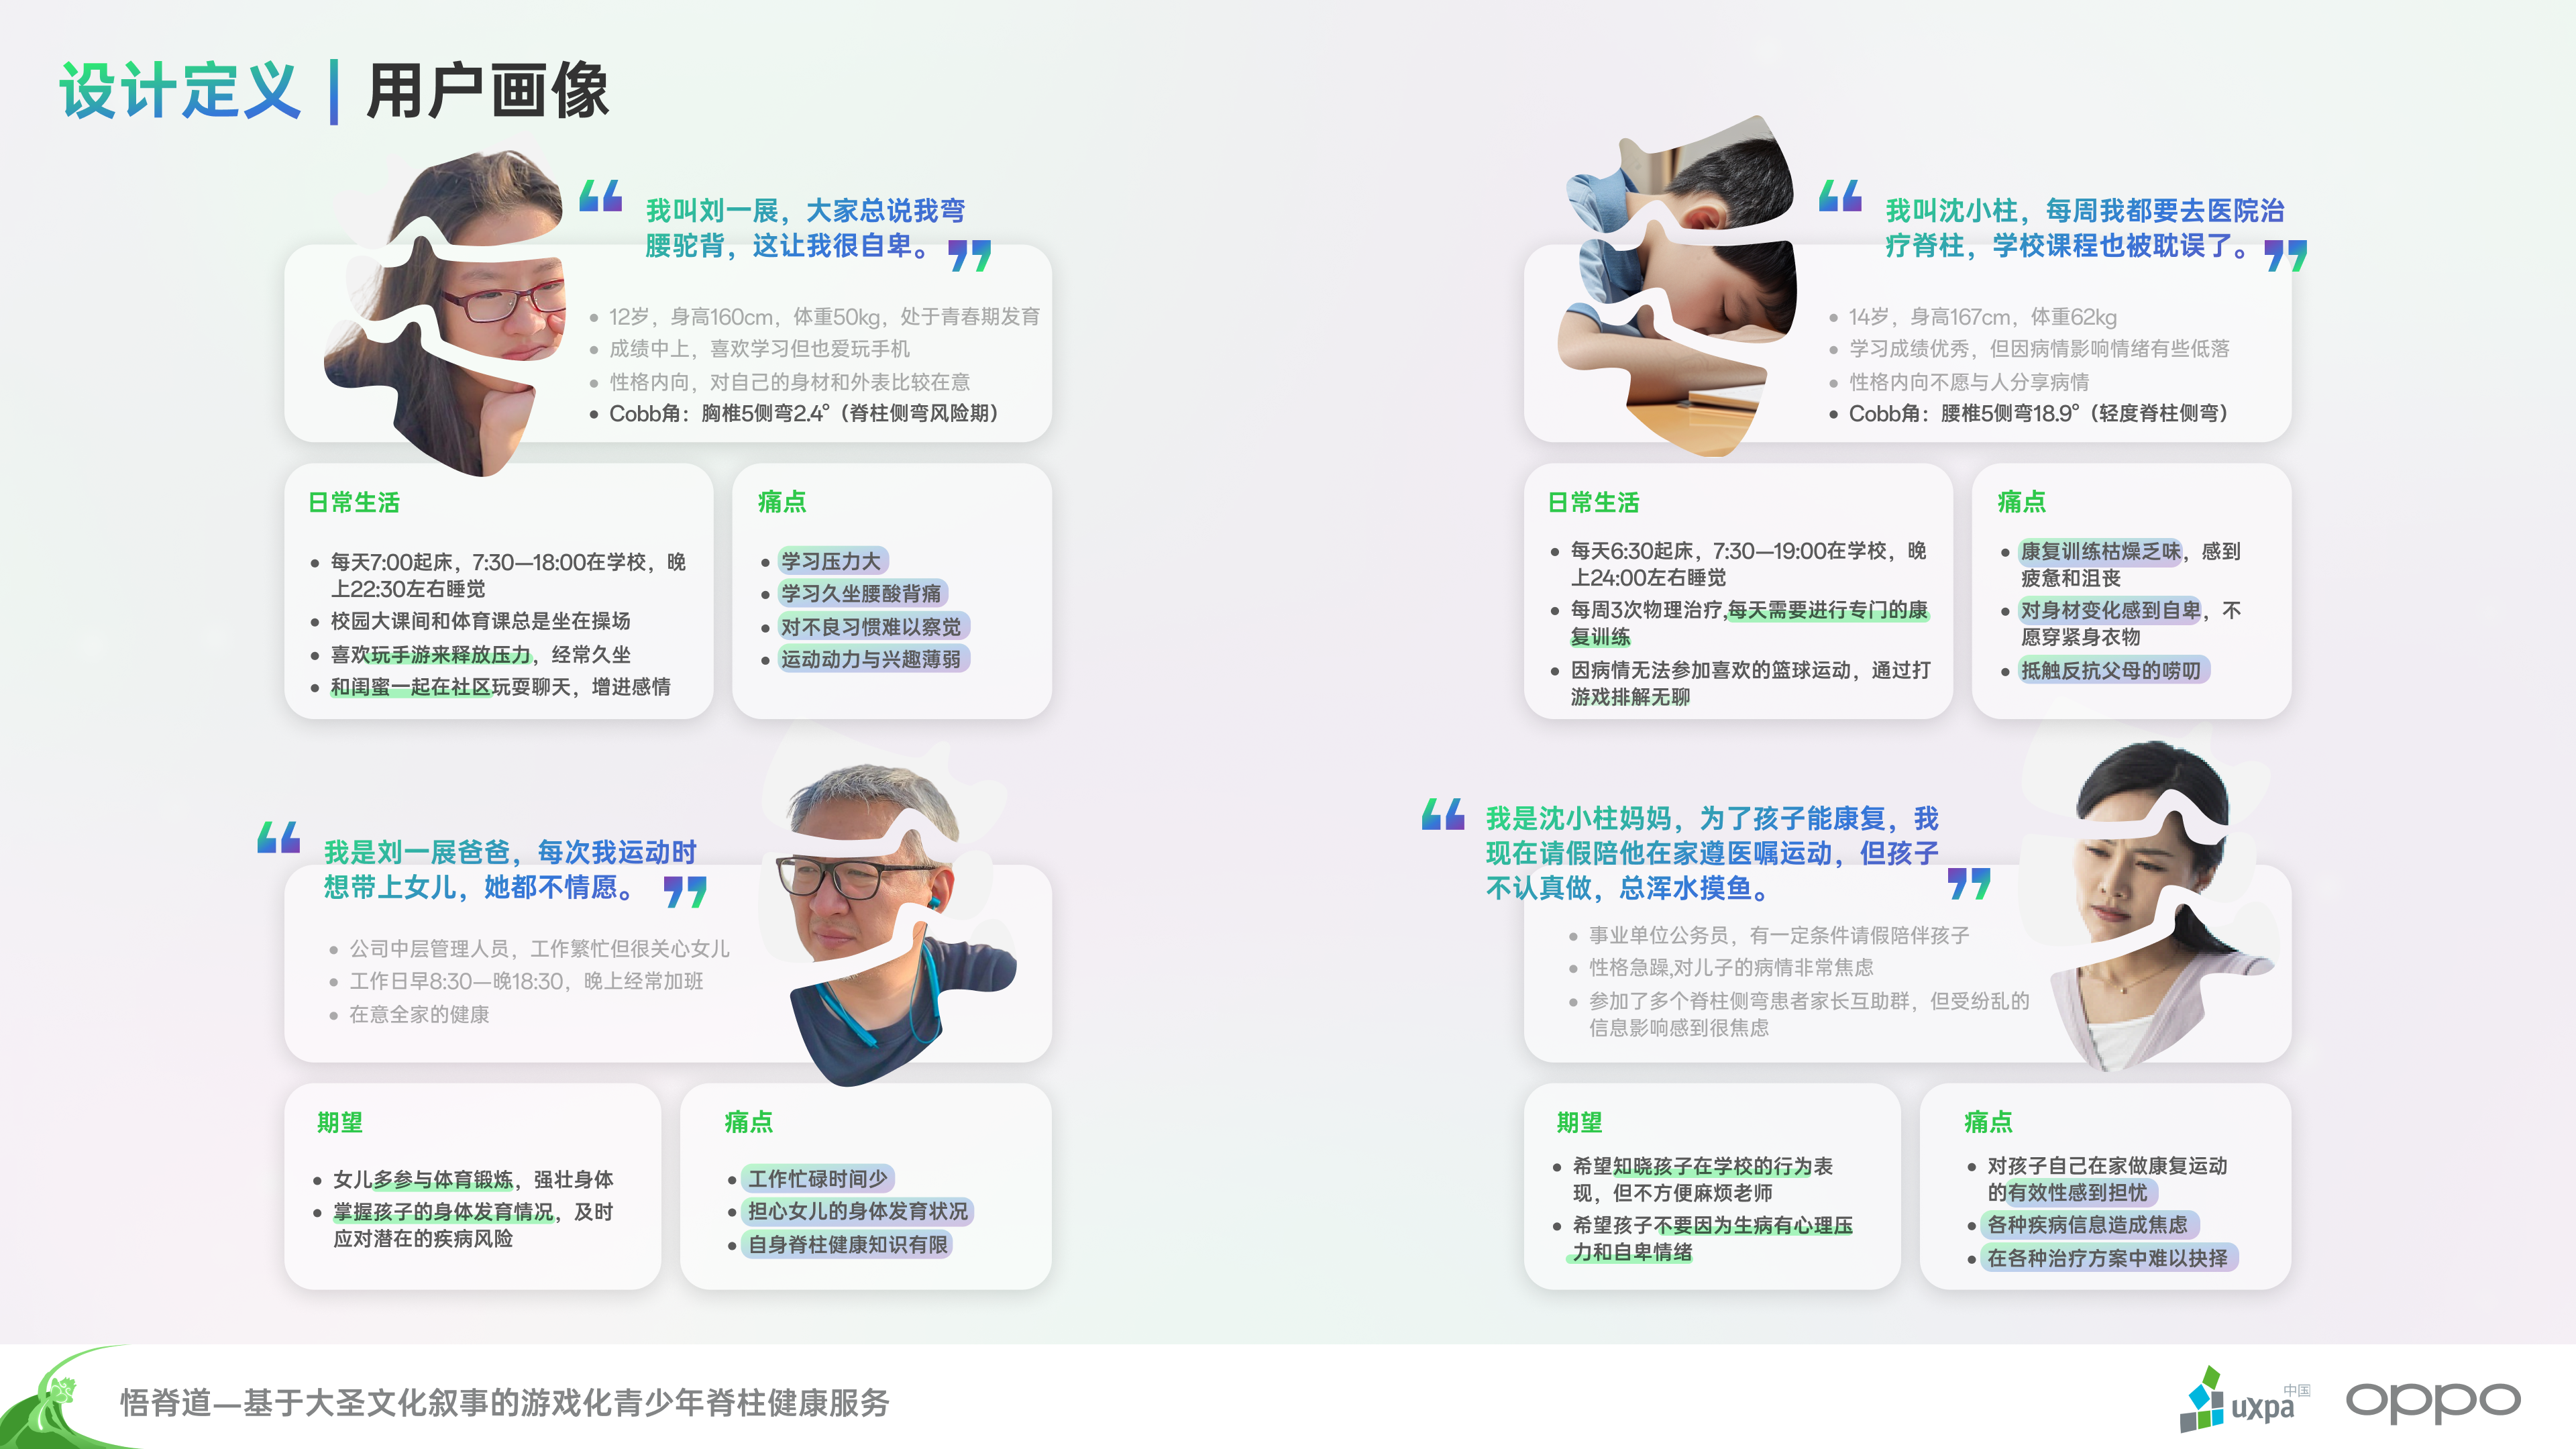 设计定义 | 用户画像
我叫刘一展，大家总说我弯
腰驼背，这让我很自卑。
12岁，身高160cm，体重50kg，处于青春期发育
成绩中上，喜欢学习但也爱玩手机
性格内向，对自己的身材和外表比较在意
Cobb角：胸椎5侧弯2.4°（脊柱侧弯风险期）
日常生活
每天7:00起床，7:30—18:00在学校，晚
上22:30左右睡觉
校园大课间和体育课总是坐在操场
喜欢玩手游来释放压力，经常久坐
和闺蜜一起在社区玩耍聊天，增进感情
痛点
学习压力大
学习久坐腰酸背痛
对不良习惯难以察觉
运动动力与兴趣薄弱
我叫沈小柱，每周我都要去医院治
疗脊柱，学校课程也被耽误了。
14岁，身高167cm，体重62kg
学习成绩优秀，但因病情影响情绪有些低落
性格内向不愿与人分享病情
Cobb角：腰椎5侧弯18.9°（轻度脊柱侧弯）
日常生活
每天6:30起床，7:30—19:00在学校，晚
上24:00左右睡觉
每周3次物理治疗,每天需要进行专门的康
复训练
因病情无法参加喜欢的篮球运动，通过打
游戏排解无聊
痛点
康复训练枯燥乏味，感到
疲惫和沮丧
对身材变化感到自卑，不
愿穿紧身衣物
抵触反抗父母的唠叨
我是刘一展爸爸，每次我运动时
想带上女儿，她都不情愿。
公司中层管理人员，工作繁忙但很关心女儿
工作日早8:30—晚18:30，晚上经常加班
在意全家的健康
期望
女儿多参与体育锻炼，强壮身体
掌握孩子的身体发育情况，及时
应对潜在的疾病风险
痛点
工作忙碌时间少
担心女儿的身体发育状况
自身脊柱健康知识有限
我是沈小柱妈妈，为了孩子能康复，我
现在请假陪他在家遵医嘱运动，但孩子
不认真做，总浑水摸鱼。
事业单位公务员，有一定条件请假陪伴孩子
性格急躁,对儿子的病情非常焦虑
参加了多个脊柱侧弯患者家长互助群，但受纷乱的
信息影响感到很焦虑
期望
希望知晓孩子在学校的行为表
现，但不方便麻烦老师
希望孩子不要因为生病有心理压
力和自卑情绪
痛点
对孩子自己在家做康复运动
的有效性感到担忧
各种疾病信息造成焦虑
在各种治疗方案中难以抉择
悟脊道—基于大圣文化叙事的游戏化青少年脊柱健康服务
uxpa中国
oppo